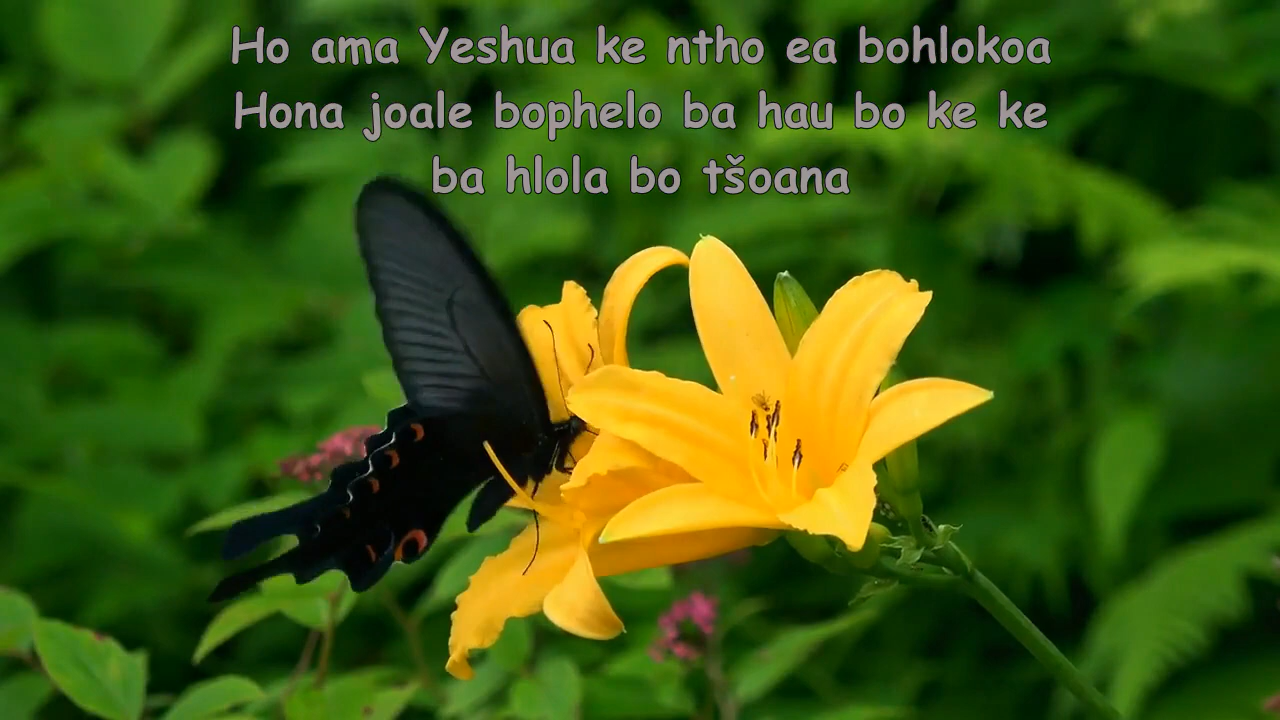 Ho ama Yeshua ke ntho ea bohlokoa
Hona joale bophelo ba hau bo ke ke
ba hlola bo tšoana